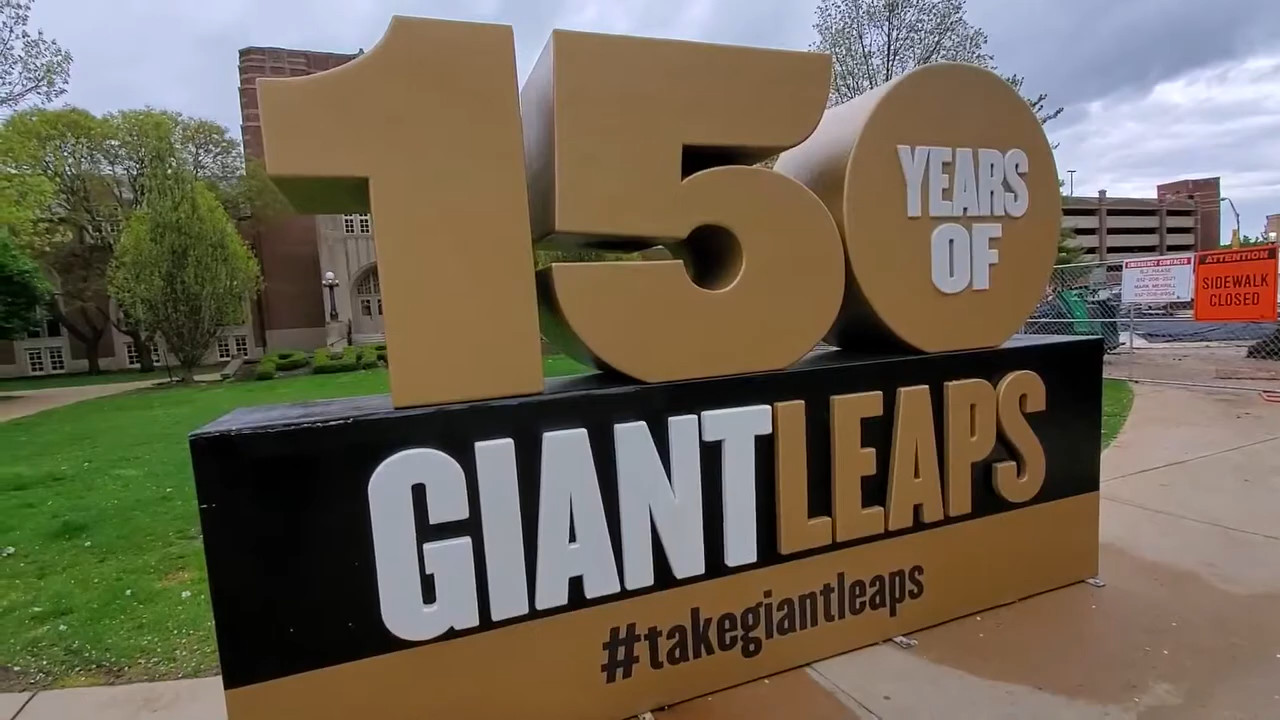 150
YEARS
OF
GIANTLEAPS
#takegiantleaps
EMERGENCY CONTACTS
ATTENTION
SIDEWALK
CLOSED